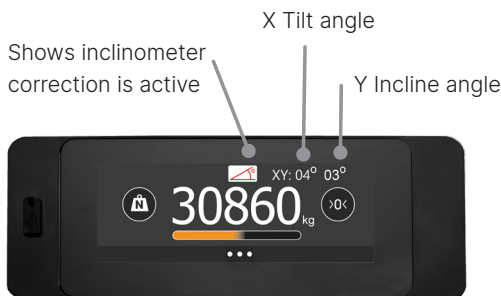 X Tilt angle
Shows inclinometer
correction is active
Y Incline angle
XY: 04° 03°
N
30860 kg
>0<